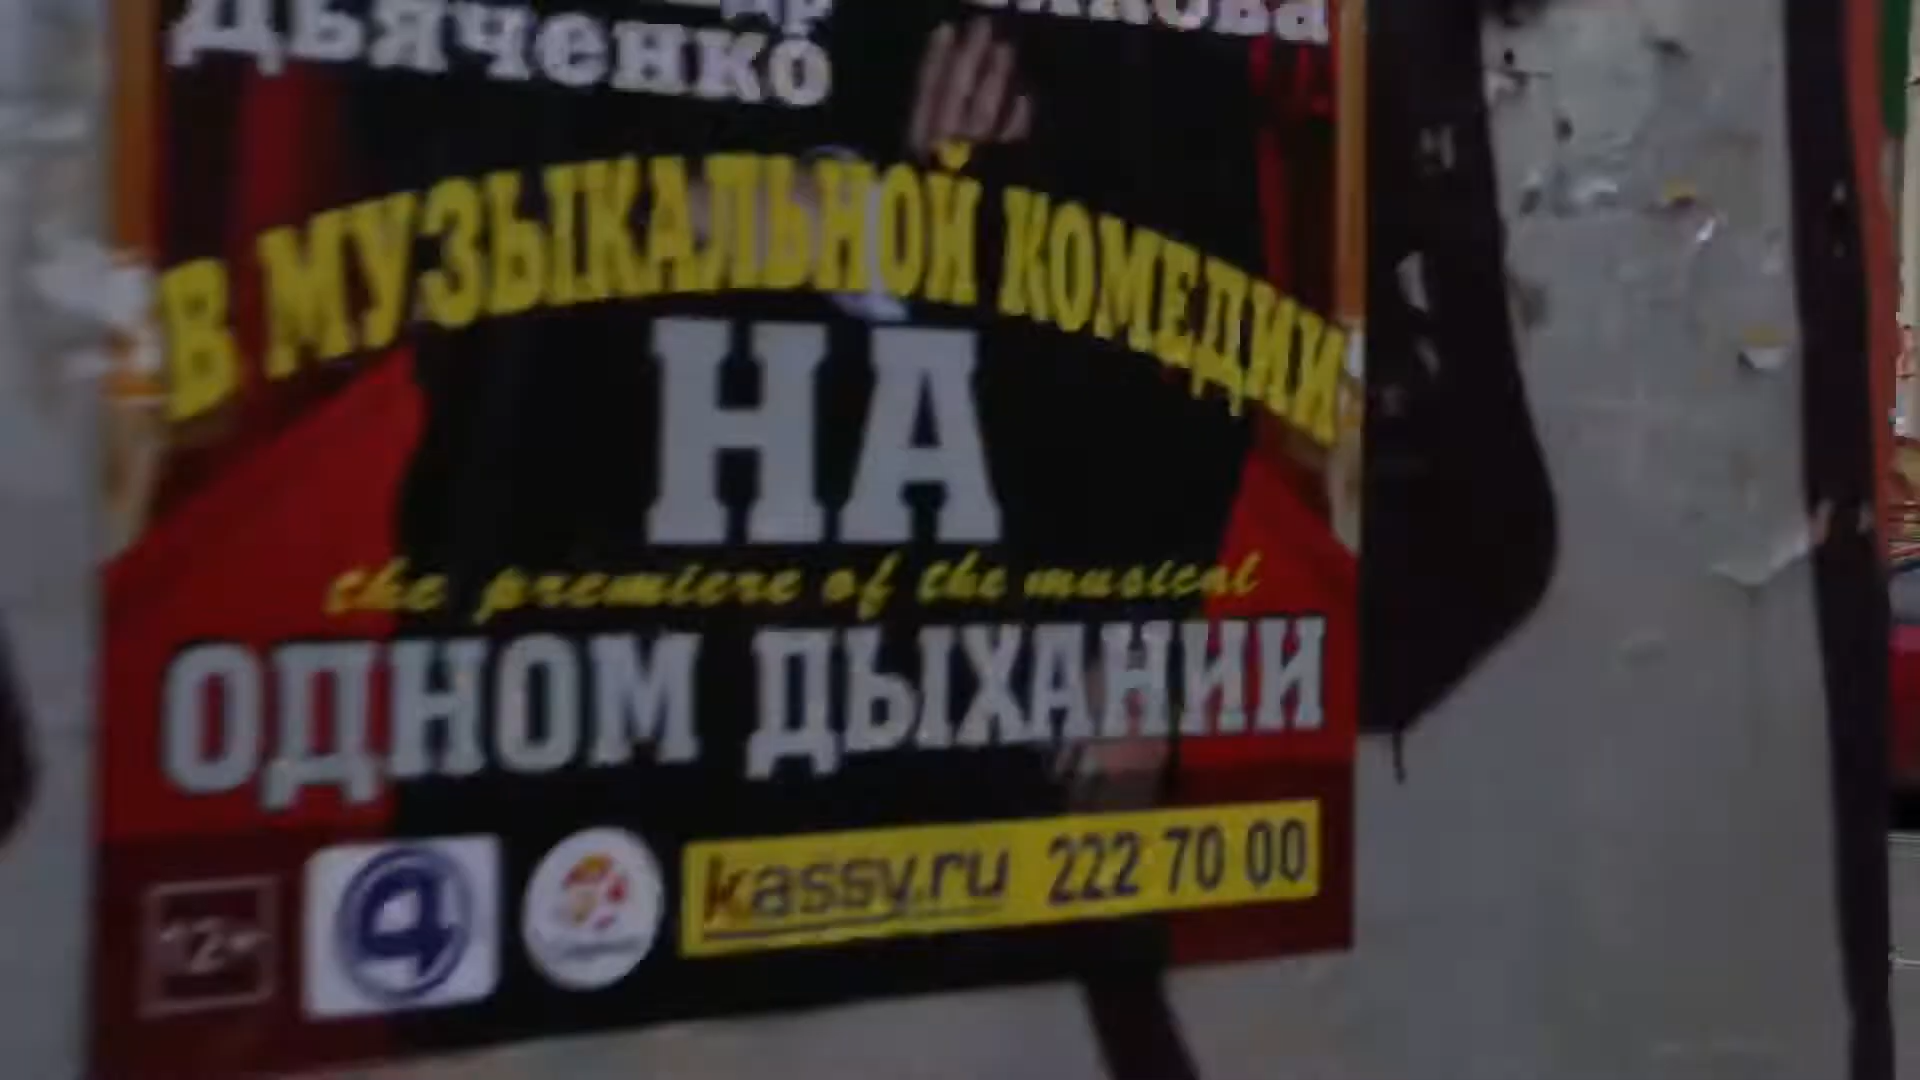 Дьяченко
В МУЗЫКАЛЬНОЙ КОМЕДИИ
НА
the premiere of the musical
ОДНОМ ДЫХАНИИ
kassy.ru 222 70 00